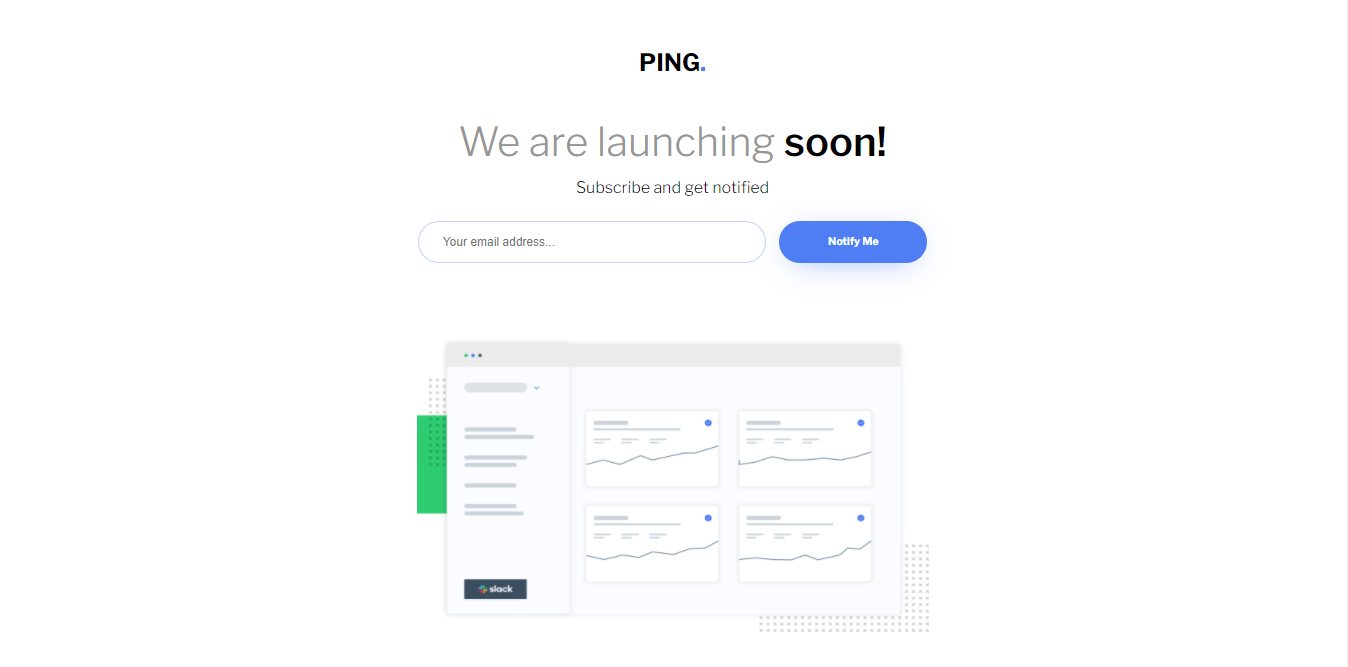 PING.
We are launching soon!
Subscribe and get notified
Your email address...
Notify Me
slack